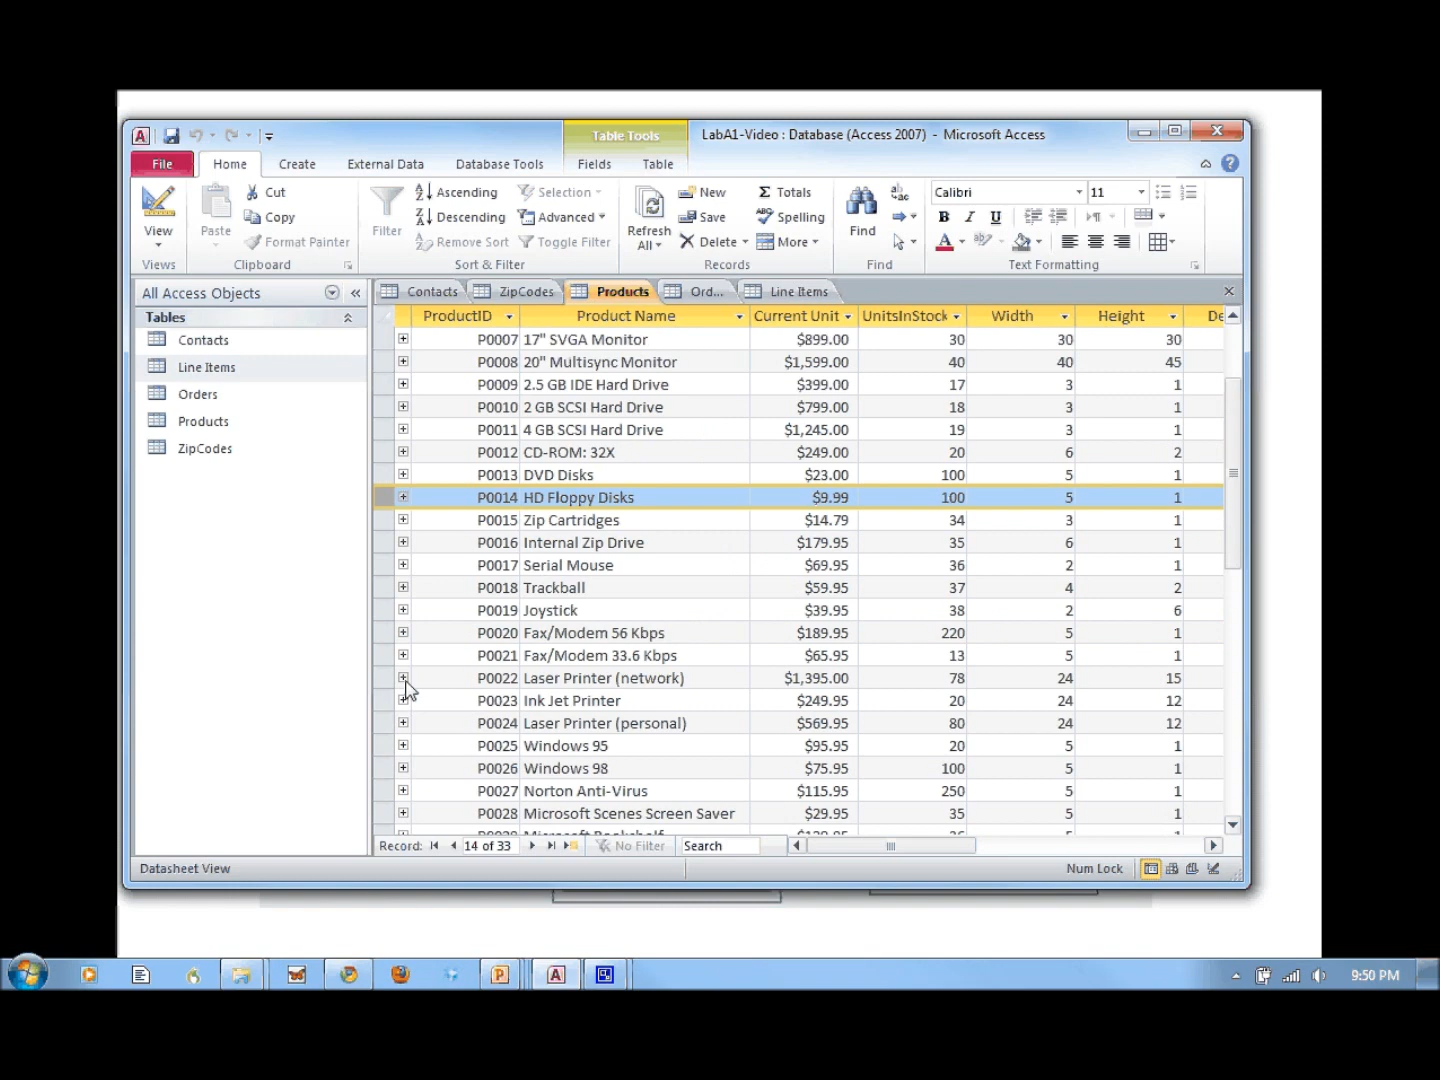 Table Tools
LabA1-Video : Database (Access 2007) - Microsoft Access
File Home Create External Data Database Tools Fields Table
View
Views
Paste
Cut
Copy
Format Painter
Clipboard
Filter
Ascending
Descending
Remove Sort
Selection
Advanced
Toggle Filter
Sort & Filter
Refresh
All
New
Save
Delete
Totals
Spelling
More
Records
Find
Find
Calibri 11
Text Formatting
All Access Objects
Tables
Contacts
Line Items
Orders
Products
ZipCodes
Contacts ZipCodes Products Ord... Line Items
ProductID Product Name Current Unit UnitsInStock Width Height De
P0007 17" SVGA Monitor $899.00 30 30 30
P0008 20" Multisync Monitor $1,599.00 40 40 45
P0009 2.5 GB IDE Hard Drive $399.00 17 3 1
P0010 2 GB SCSI Hard Drive $799.00 18 3 1
P0011 4 GB SCSI Hard Drive $1,245.00 19 3 1
P0012 CD-ROM: 32X $249.00 20 6 2
P0013 DVD Disks $23.00 100 5 1
P0014 HD Floppy Disks $9.99 100 5 1
P0015 Zip Cartridges $14.79 34 3 1
P0016 Internal Zip Drive $179.95 35 6 1
P0017 Serial Mouse $69.95 36 2 1
P0018 Trackball $59.95 37 4 2
P0019 Joystick $39.95 38 2 6
P0020 Fax/Modem 56 Kbps $189.95 220 5 1
P0021 Fax/Modem 33.6 Kbps $65.95 13 5 1
P0022 Laser Printer (network) $1,395.00 78 24 15
P0023 Ink Jet Printer $249.95 20 24 12
P0024 Laser Printer (personal) $569.95 80 24 12
P0025 Windows 95 $95.95 20 5 1
P0026 Windows 98 $75.95 100 5 1
P0027 Norton Anti-Virus $115.95 250 5 1
P0028 Microsoft Scenes Screen Saver $29.95 35 5 1
Record: 14 of 33 No Filter Search
Datasheet View
Num Lock
9:50 PM